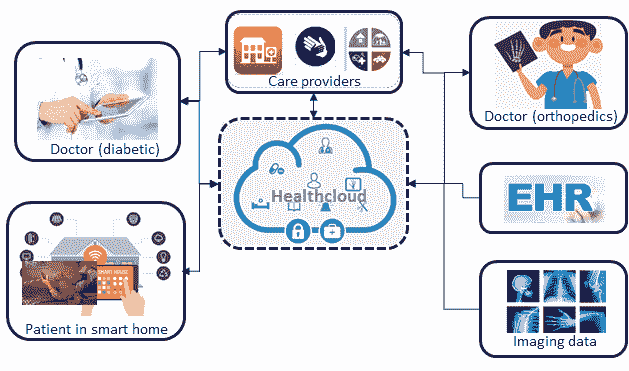 Care providers
Doctor (diabetic)
Doctor (orthopedics)
Healthcloud
EHR
SMART HOUSE
Patient in smart home
Imaging data